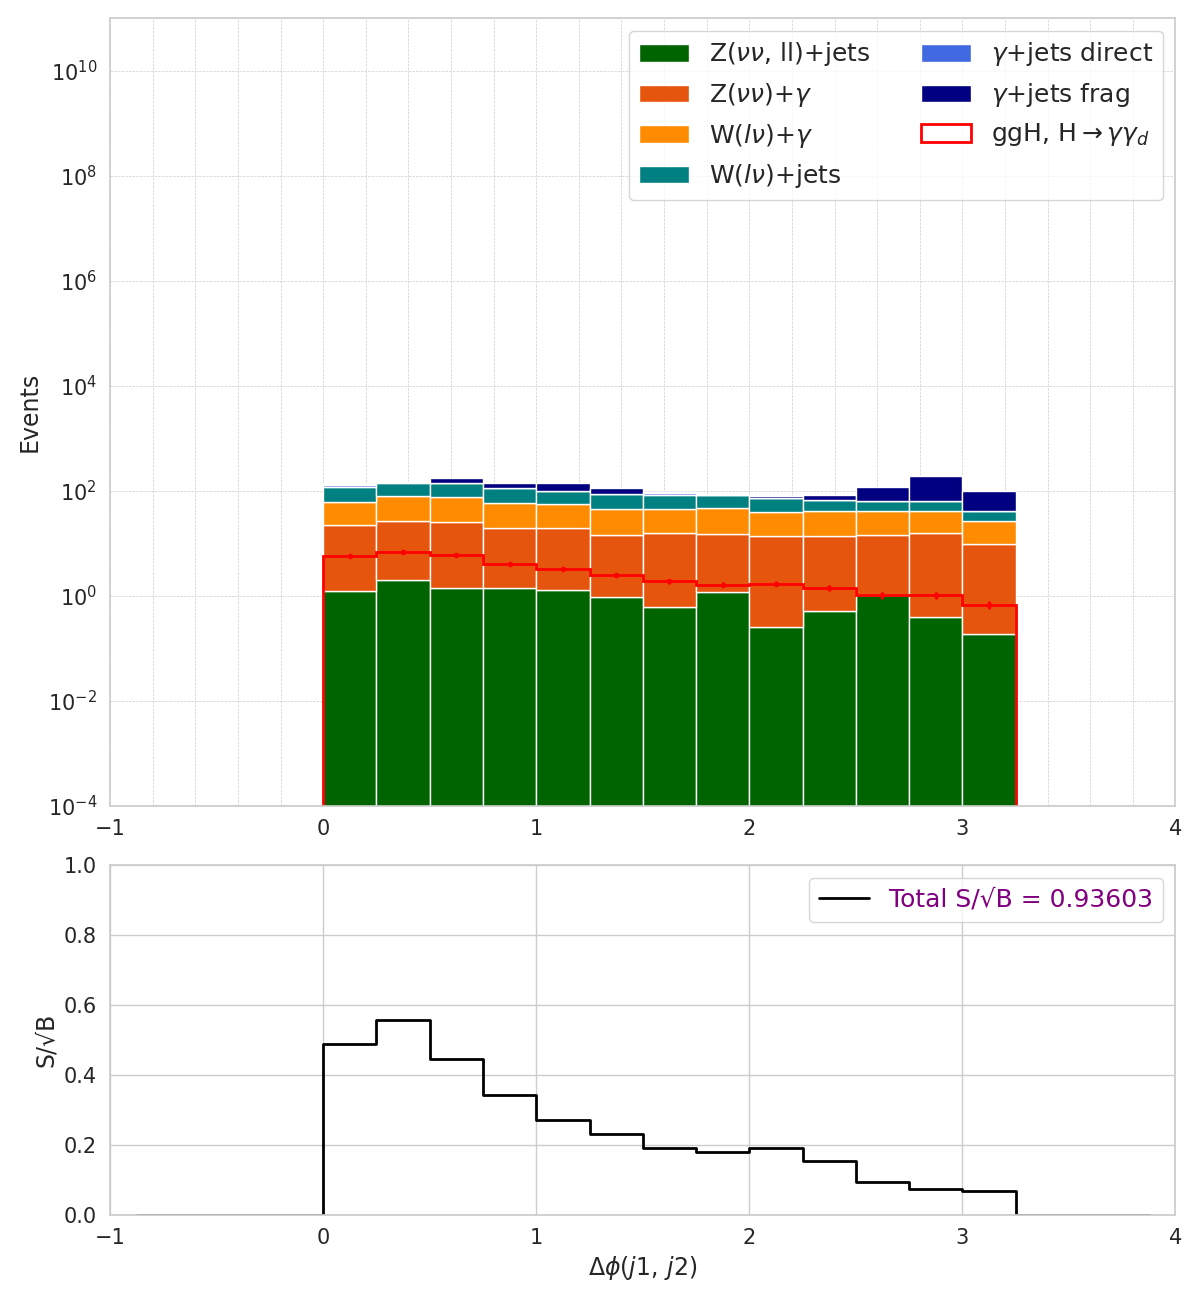 Z(νν, ll)+jets
Z(νν)+γ
W(lν)+γ
W(lν)+jets
γ+jets direct
γ+jets frag
ggH, H→γγ_d
10^10
10^8
10^6
10^4
10^2
10^0
10^−2
10^−4
Events
−1 0 1 2 3 4
Total S/√B = 0.93603
1.0
0.8
0.6
0.4
0.2
0.0
S/√B
−1 0 1 2 3 4
Δϕ(j1, j2)